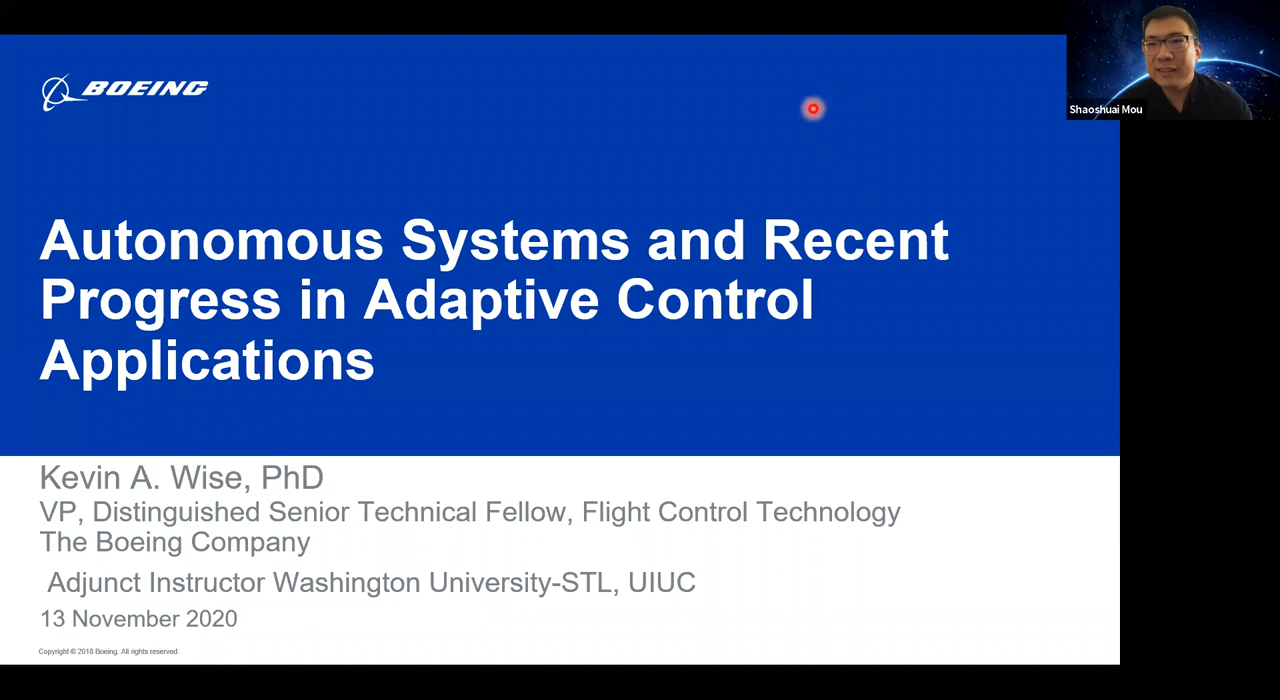 BOEING
Shaoshuai Mou
Autonomous Systems and Recent
Progress in Adaptive Control
Applications
Kevin A. Wise, PhD
VP, Distinguished Senior Technical Fellow, Flight Control Technology
The Boeing Company
Adjunct Instructor Washington University-STL, UIUC
13 November 2020
Copyright © 2018 Boeing. All rights reserved.